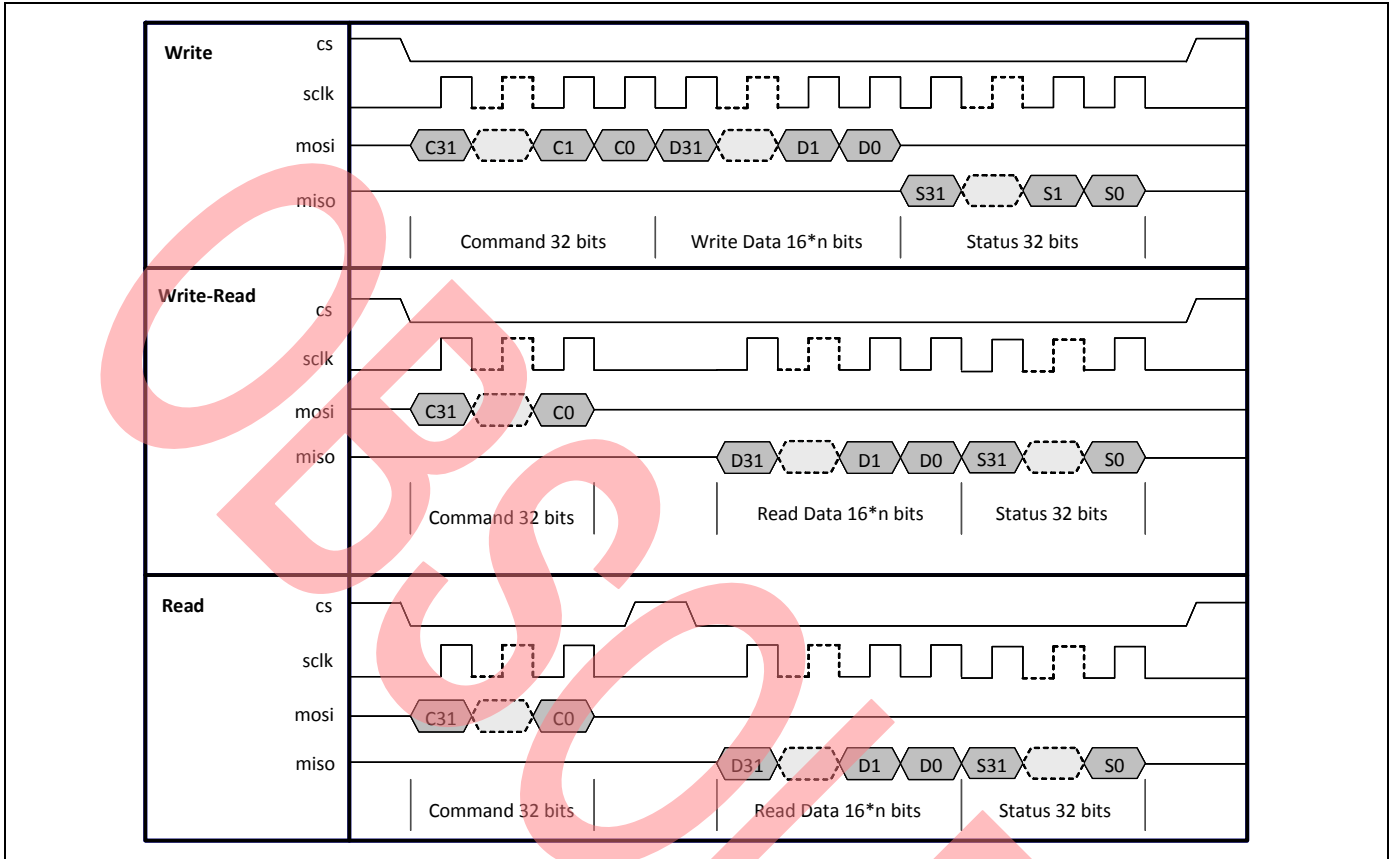 Write
cs
sclk
mosi C31 C1 C0 D31 D1 D0
miso S31 S1 S0
Command 32 bits Write Data 16*n bits Status 32 bits
Write-Read
cs
sclk
mosi C31 C0
miso D31 D1 D0 S31 S0
Command 32 bits Read Data 16*n bits Status 32 bits
Read cs
sclk
mosi C31 C0
miso D31 D1 D0 S31 S0
Command 32 bits Read Data 16*n bits Status 32 bits
OBSOL